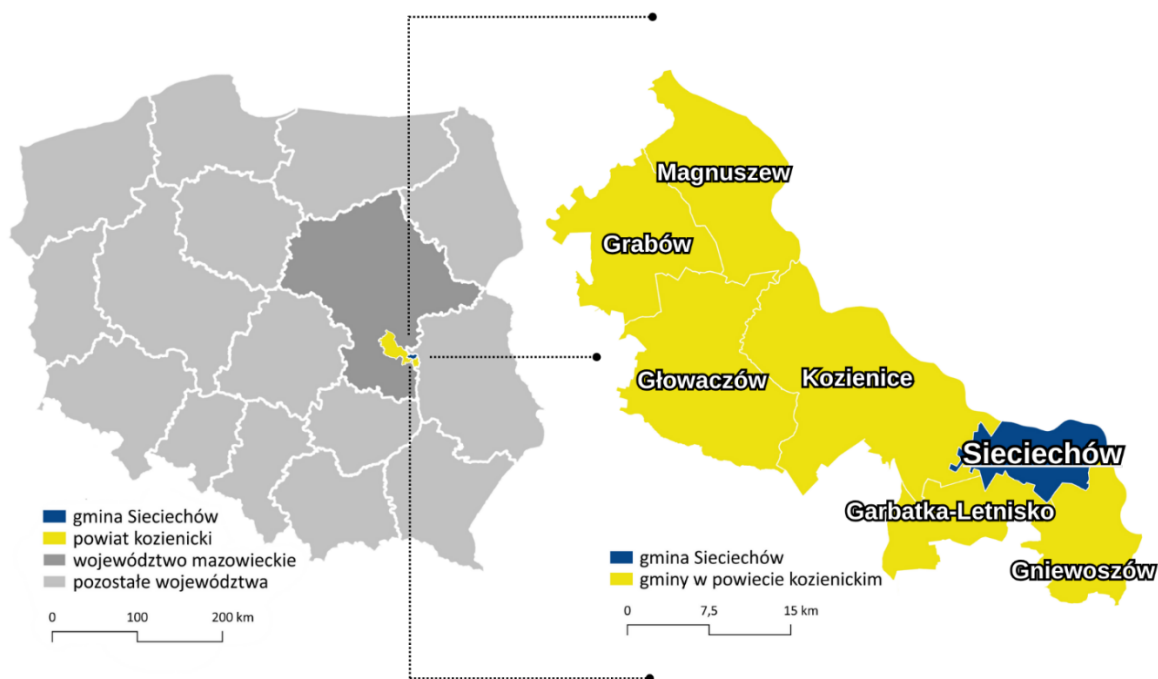 Magnuszew
Grabów
Głowaczów
Kozienice
Sieciechów
Garbatka-Letnisko
Gniewoszów
gmina Sieciechów
powiat kozienicki
województwo mazowieckie
pozostałe województwa
0 100 200 km
gmina Sieciechów
gminy w powiecie kozienickim
0 7,5 15 km